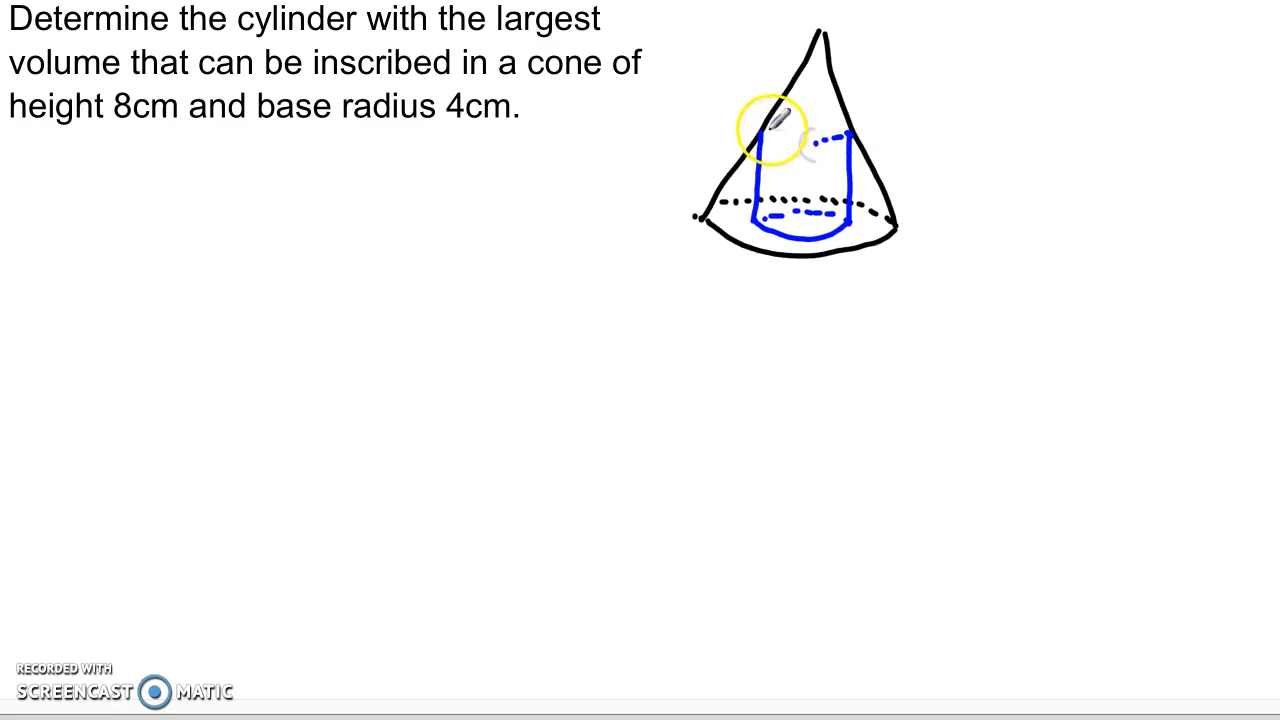 Determine the cylinder with the largest
volume that can be inscribed in a cone of
height 8cm and base radius 4cm.
RECORDED WITH
SCREENCAST MATIC